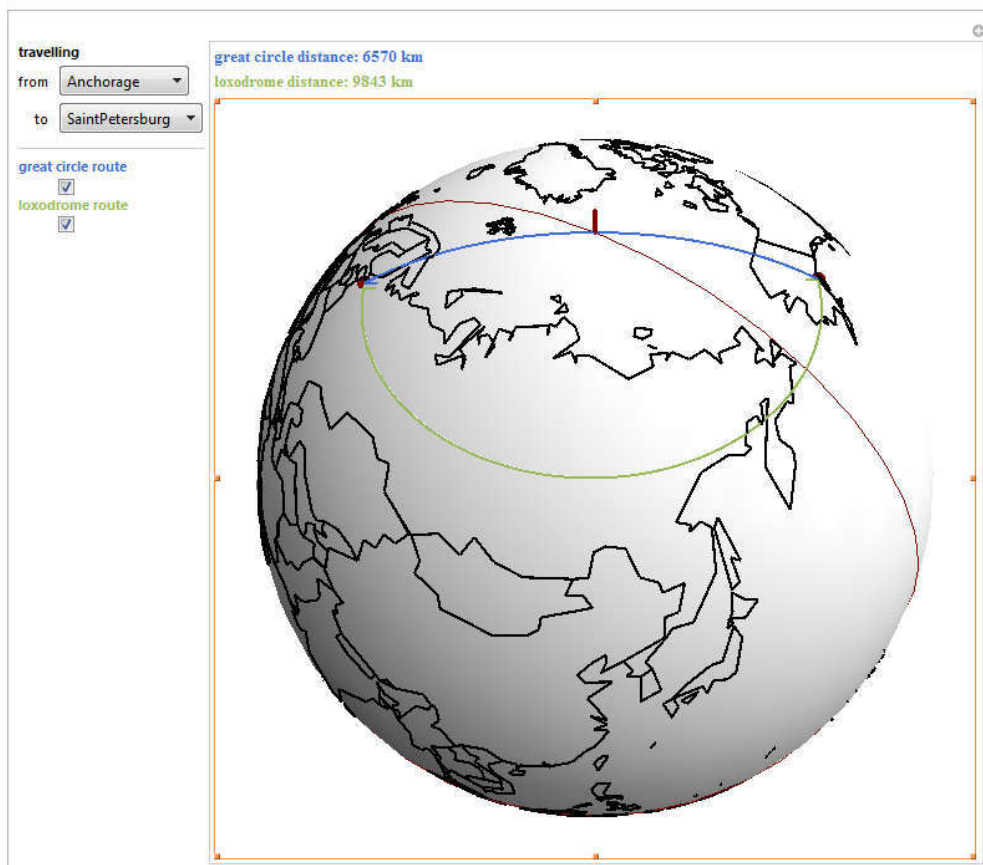 travelling
from Anchorage
to SaintPetersburg
great circle route
loxodrome route
great circle distance: 6570 km
loxodrome distance: 9843 km